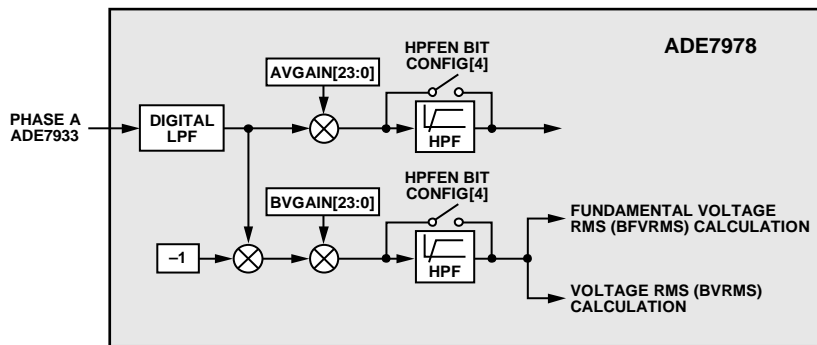 ADE7978
HPFEN BIT
CONFIG[4]
AVGAIN[23:0]
PHASE A
ADE7933
DIGITAL
LPF
HPF
HPFEN BIT
CONFIG[4]
BVGAIN[23:0]
–1
HPF
FUNDAMENTAL VOLTAGE
RMS (BFVRMS) CALCULATION
VOLTAGE RMS (BVRMS)
CALCULATION